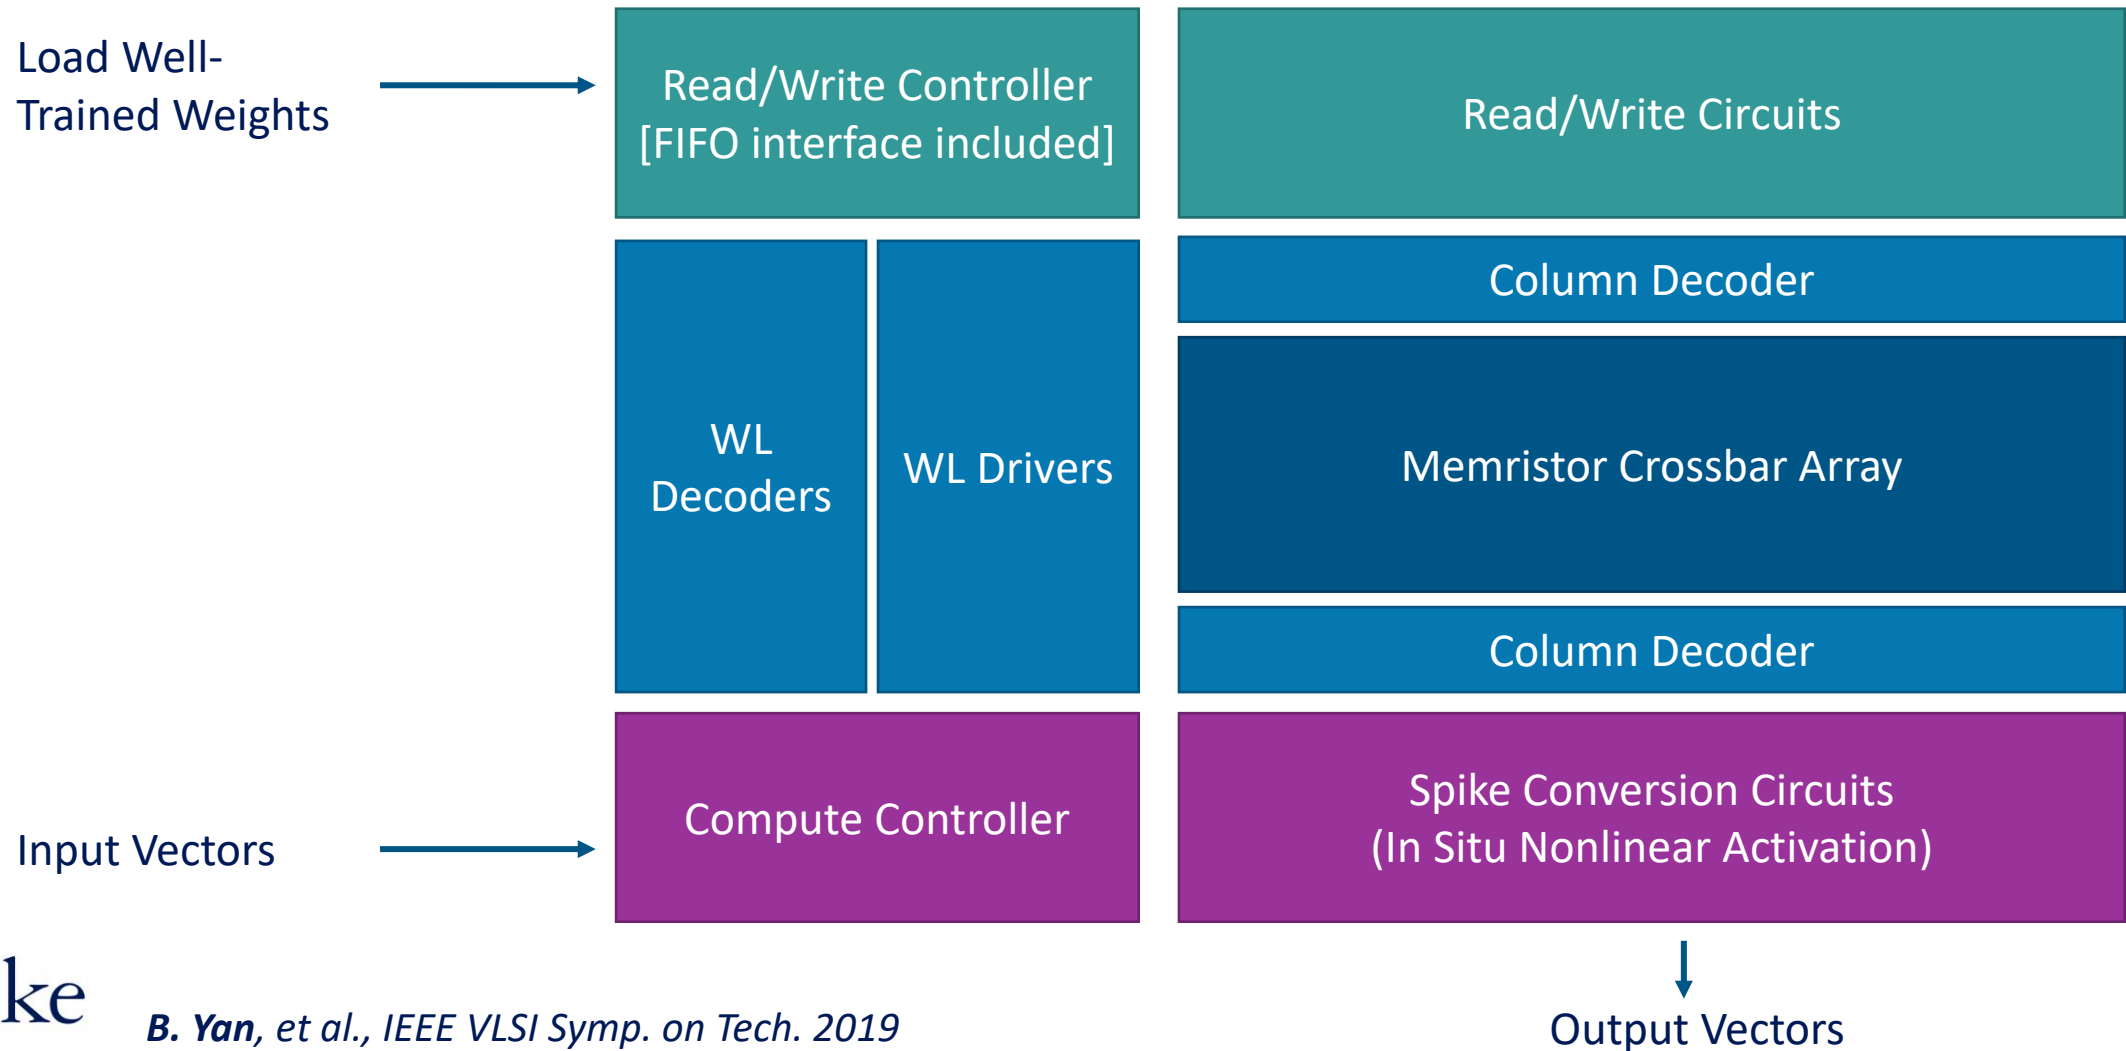 Load Well-
Trained Weights
Read/Write Controller
[FIFO interface included]
Read/Write Circuits
Column Decoder
WL
Decoders
WL Drivers
Memristor Crossbar Array
Column Decoder
Input Vectors
Compute Controller
Spike Conversion Circuits
(In Situ Nonlinear Activation)
ke
B. Yan, et al., IEEE VLSI Symp. on Tech. 2019
Output Vectors